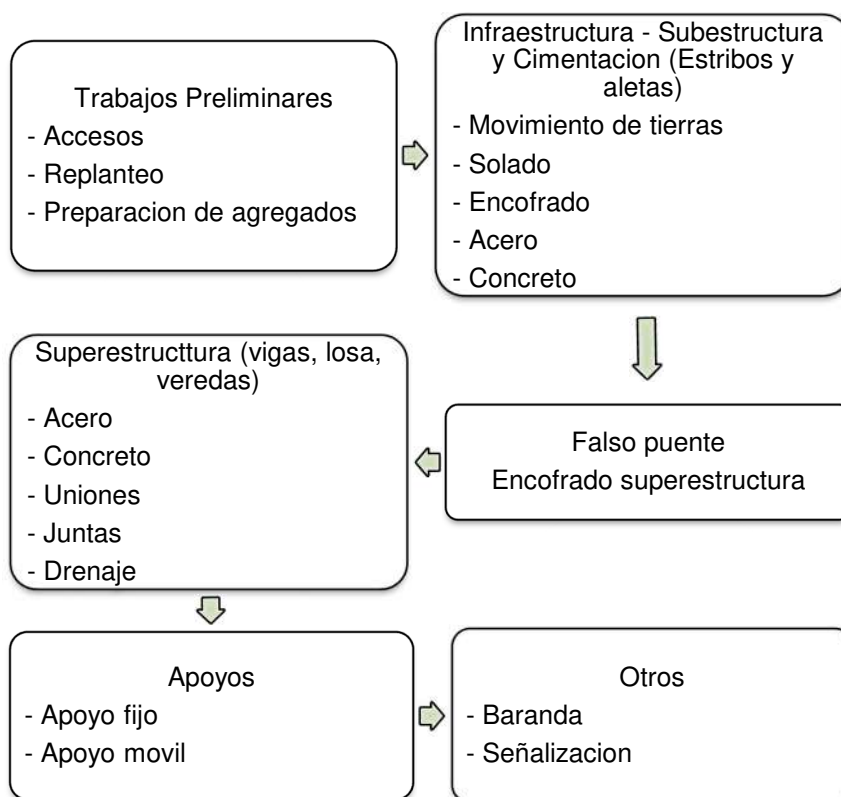 Trabajos Preliminares
- Accesos
- Replanteo
- Preparacion de agregados
Infraestructura - Subestructura
y Cimentacion (Estribos y
aletas)
- Movimiento de tierras
- Solado
- Encofrado
- Acero
- Concreto
Falso puente
Encofrado superestructura
Superestructtura (vigas, losa,
veredas)
- Acero
- Concreto
- Uniones
- Juntas
- Drenaje
Apoyos
- Apoyo fijo
- Apoyo movil
Otros
- Baranda
- Señalizacion